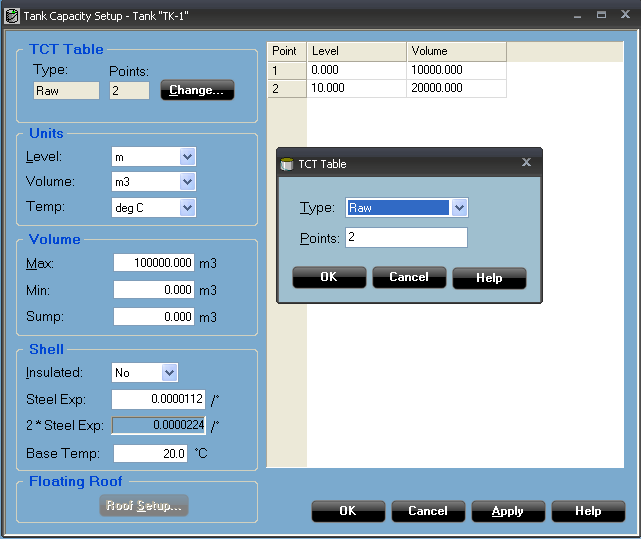 Tank Capacity Setup - Tank "TK-1"
TCT Table
Type: Points:
Raw 2 Change...
Units
Level: m
Volume: m3
Temp: deg C
Volume
Max: 100000.000 m3
Min: 0.000 m3
Sump: 0.000 m3
Shell
Insulated: No
Steel Exp: 0.0000112 /°
2 * Steel Exp: 0.0000224 /°
Base Temp: 20.0 °C
Floating Roof
Roof Setup...
Point Level Volume
1 0.000 10000.000
2 10.000 20000.000
TCT Table
Type: Raw
Points: 2
OK Cancel Help
OK Cancel Apply Help